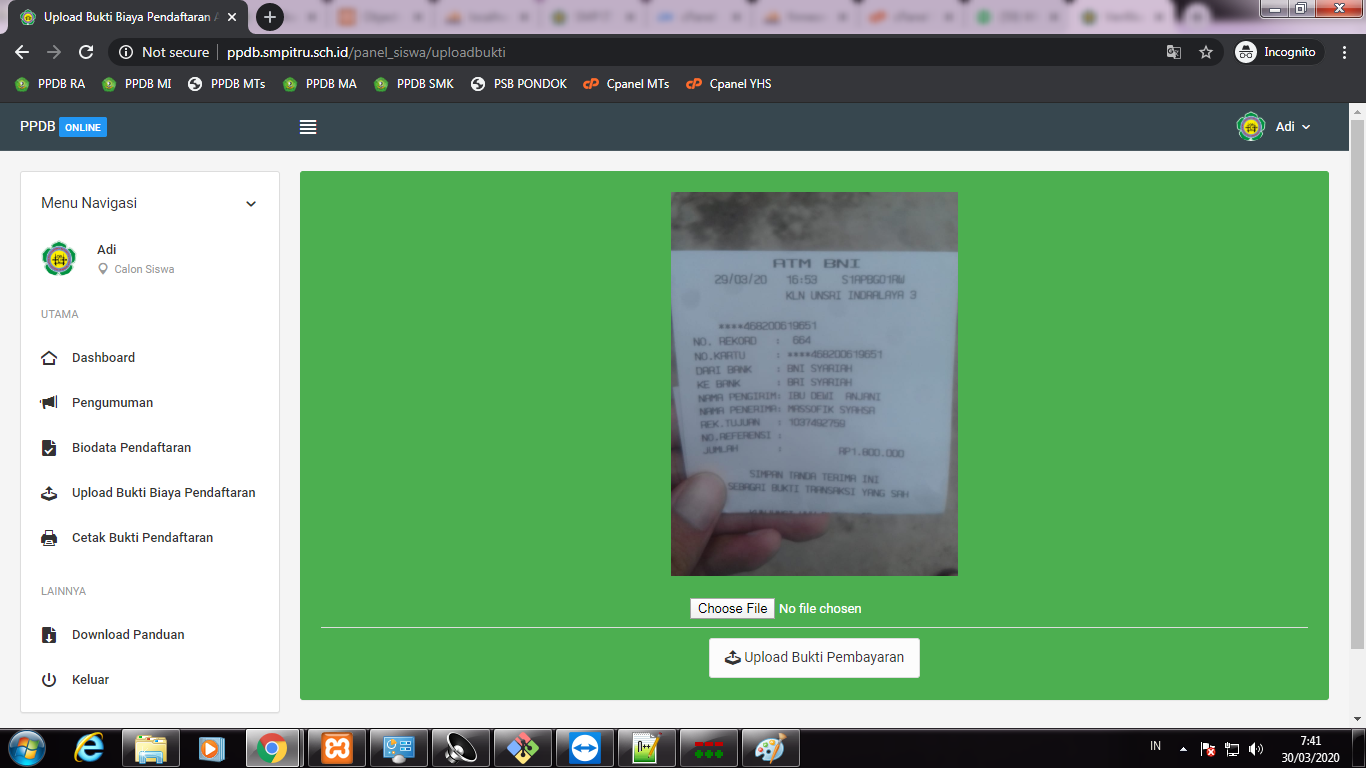 Upload Bukti Biaya Pendaftaran A
Not secure | ppdb.smpitru.sch.id/panel_siswa/uploadbukti
Incognito
PPDB RA PPDB MI PPDB MTs PPDB MA PPDB SMK PSB PONDOK Cpanel MTs Cpanel YHS
PPDB ONLINE
Adi
Menu Navigasi
Adi
Calon Siswa
UTAMA
Dashboard
Pengumuman
Biodata Pendaftaran
Upload Bukti Biaya Pendaftaran
Cetak Bukti Pendaftaran
LAINNYA
Download Panduan
Keluar
ATM BNI
29/03/20 16:53 S1APBG01AW
KLN UNSRI INDRALAYA 3
****468200619651
NO. REKORD : 664
NO.KARTU : ****468200619651
DARI BANK : BNI SYARIAH
KE BANK : BRI SYARIAH
NAMA PENGIRIM: IBU DEWI ANJANI
NAMA PENERIMA: MASSOFIK SYAHSA
REK.TUJUAN : 1037492759
NO.REFERENSI :
JUMLAH : RP1.800.000
SIMPAN TANDA TERIMA INI
SEBAGAI BUKTI TRANSAKSI YANG SAH
Choose File No file chosen
Upload Bukti Pembayaran
IN
7:41
30/03/2020